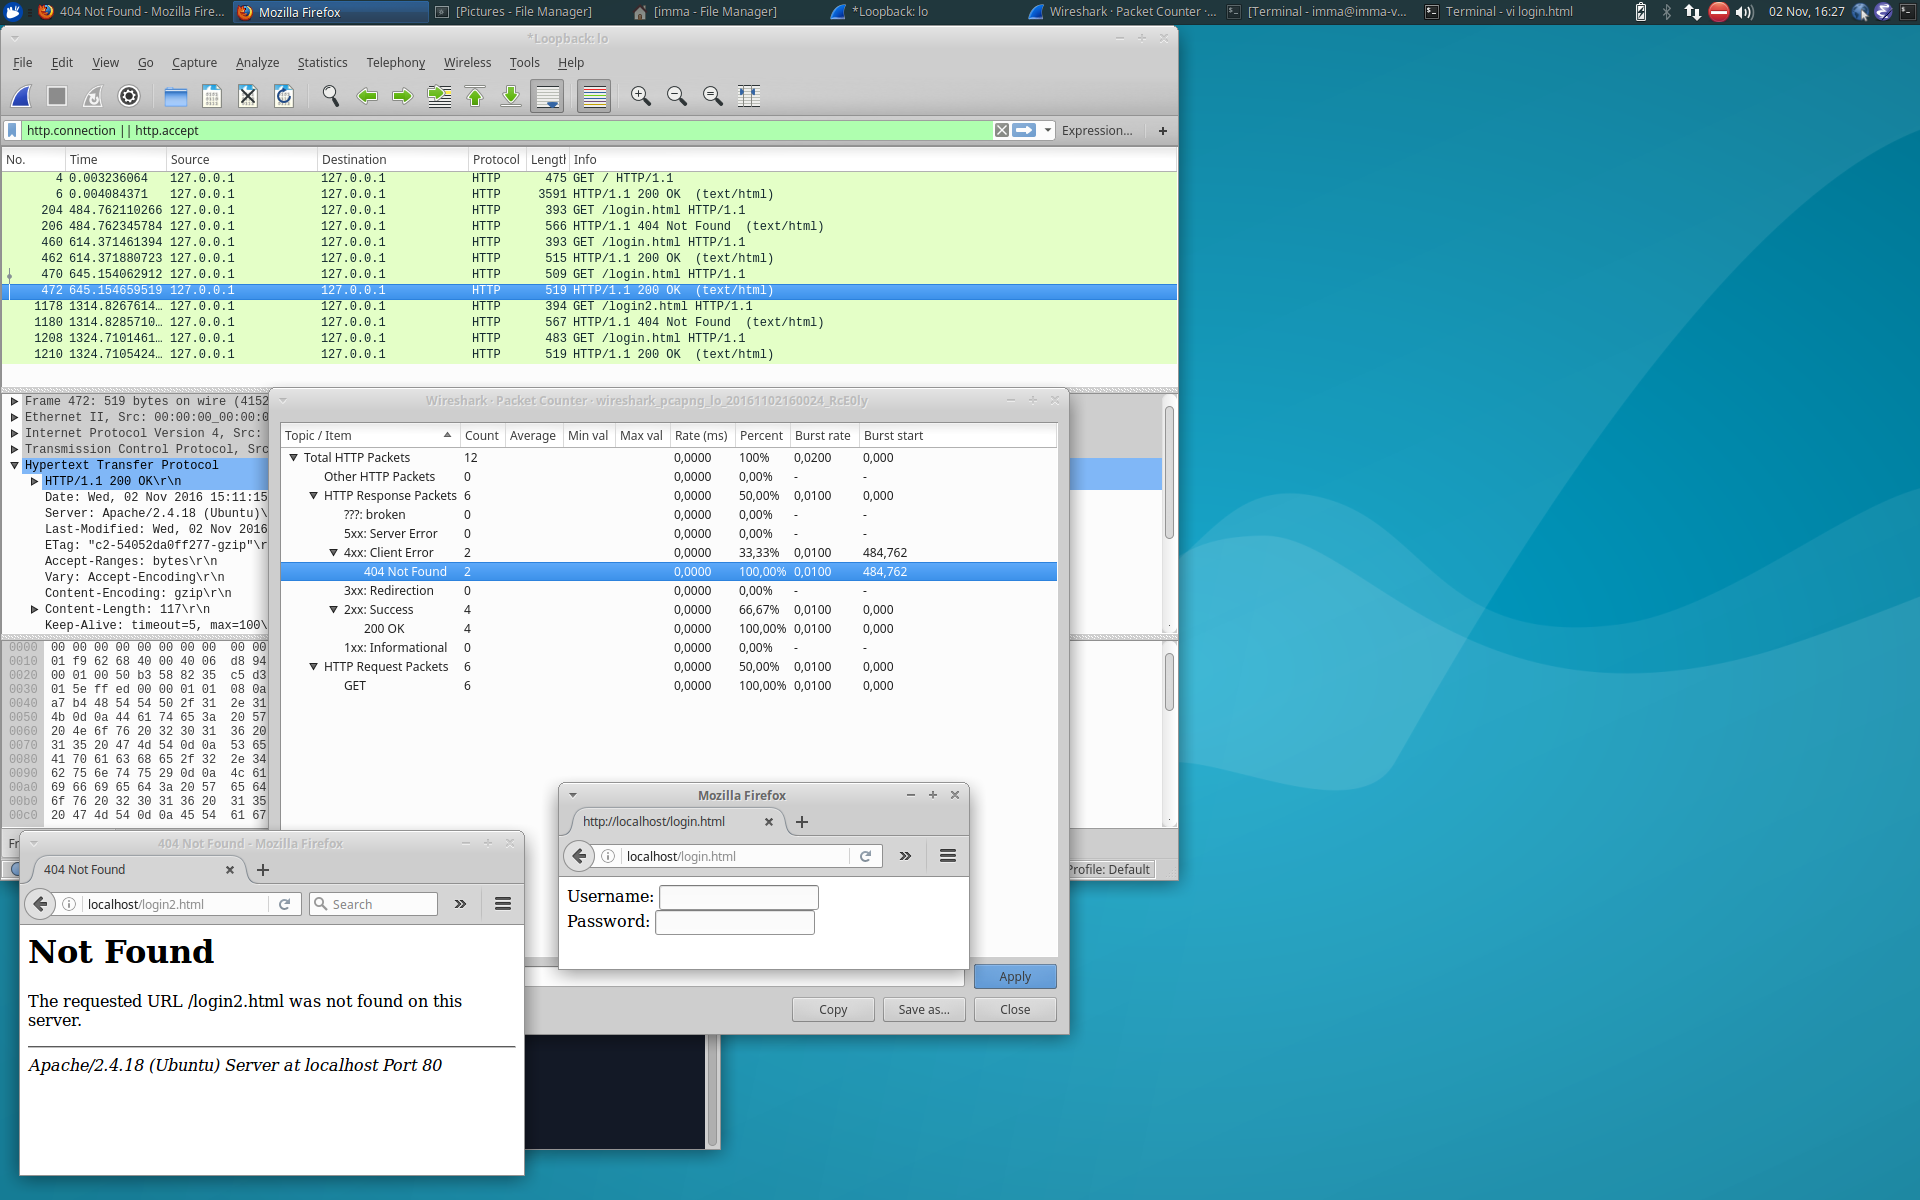 404 Not Found - Mozilla Fire...
Mozilla Firefox
[Pictures - File Manager]
[imma - File Manager]
*Loopback: lo
Wireshark · Packet Counter ·...
[Terminal - imma@imma-v...
Terminal - vi login.html
02 Nov, 16:27
*Loopback: lo
File Edit View Go Capture Analyze Statistics Telephony Wireless Tools Help
http.connection || http.accept
Expression...
+
No. Time Source Destination Protocol Length Info
4 0.003236064 127.0.0.1 127.0.0.1 HTTP 475 GET / HTTP/1.1
6 0.004084371 127.0.0.1 127.0.0.1 HTTP 3591 HTTP/1.1 200 OK (text/html)
204 484.762110266 127.0.0.1 127.0.0.1 HTTP 393 GET /login.html HTTP/1.1
206 484.762345784 127.0.0.1 127.0.0.1 HTTP 566 HTTP/1.1 404 Not Found (text/html)
460 614.371461394 127.0.0.1 127.0.0.1 HTTP 393 GET /login.html HTTP/1.1
462 614.371880723 127.0.0.1 127.0.0.1 HTTP 515 HTTP/1.1 200 OK (text/html)
470 645.154062912 127.0.0.1 127.0.0.1 HTTP 509 GET /login.html HTTP/1.1
472 645.154659519 127.0.0.1 127.0.0.1 HTTP 519 HTTP/1.1 200 OK (text/html)
1178 1314.8267614... 127.0.0.1 127.0.0.1 HTTP 394 GET /login2.html HTTP/1.1
1180 1314.8285710... 127.0.0.1 127.0.0.1 HTTP 567 HTTP/1.1 404 Not Found (text/html)
1208 1324.7101461... 127.0.0.1 127.0.0.1 HTTP 483 GET /login.html HTTP/1.1
1210 1324.7105424... 127.0.0.1 127.0.0.1 HTTP 519 HTTP/1.1 200 OK (text/html)
Frame 472: 519 bytes on wire (4152
Ethernet II, Src: 00:00:00_00:00:0
Internet Protocol Version 4, Src:
Transmission Control Protocol, Src
Hypertext Transfer Protocol
HTTP/1.1 200 OK\r\n
Date: Wed, 02 Nov 2016 15:11:15
Server: Apache/2.4.18 (Ubuntu)\
Last-Modified: Wed, 02 Nov 2016
ETag: "c2-54052da0ff277-gzip"\r
Accept-Ranges: bytes\r\n
Vary: Accept-Encoding\r\n
Content-Encoding: gzip\r\n
Content-Length: 117\r\n
Keep-Alive: timeout=5, max=100\
0000 00 00 00 00 00 00 00 00 00 00
0010 01 f9 62 68 40 00 40 06 d8 94
0020 00 01 00 50 b3 58 82 35 c5 d3
0030 01 5e ff ed 00 00 01 01 08 0a
0040 a7 b4 48 54 54 50 2f 31 2e 31
0050 4b 0d 0a 44 61 74 65 3a 20 57
0060 20 4e 6f 76 20 32 30 31 36 20
0070 31 35 20 47 4d 54 0d 0a 53 65
0080 41 70 61 63 68 65 2f 32 2e 34
0090 62 75 6e 74 75 29 0d 0a 4c 61
00a0 69 66 69 65 64 3a 20 57 65 64
00b0 6f 76 20 32 30 31 36 20 31 35
00c0 20 47 4d 54 0d 0a 45 54 61 67
Fr
Profile: Default
Wireshark · Packet Counter · wireshark_pcapng_lo_20161102160024_RcE0ly
Topic / Item Count Average Min val Max val Rate (ms) Percent Burst rate Burst start
Total HTTP Packets 12 0,0000 100% 0,0200 0,000
Other HTTP Packets 0 0,0000 0,00% - -
HTTP Response Packets 6 0,0000 50,00% 0,0100 0,000
???: broken 0 0,0000 0,00% - -
5xx: Server Error 0 0,0000 0,00% - -
4xx: Client Error 2 0,0000 33,33% 0,0100 484,762
404 Not Found 2 0,0000 100,00% 0,0100 484,762
3xx: Redirection 0 0,0000 0,00% - -
2xx: Success 4 0,0000 66,67% 0,0100 0,000
200 OK 4 0,0000 100,00% 0,0100 0,000
1xx: Informational 0 0,0000 0,00% - -
HTTP Request Packets 6 0,0000 50,00% 0,0100 0,000
GET 6 0,0000 100,00% 0,0100 0,000
Apply
Copy Save as... Close
Mozilla Firefox
http://localhost/login.html
localhost/login.html
Username:
Password:
404 Not Found - Mozilla Firefox
404 Not Found
localhost/login2.html
Search
Not Found
The requested URL /login2.html was not found on this
server.
Apache/2.4.18 (Ubuntu) Server at localhost Port 80